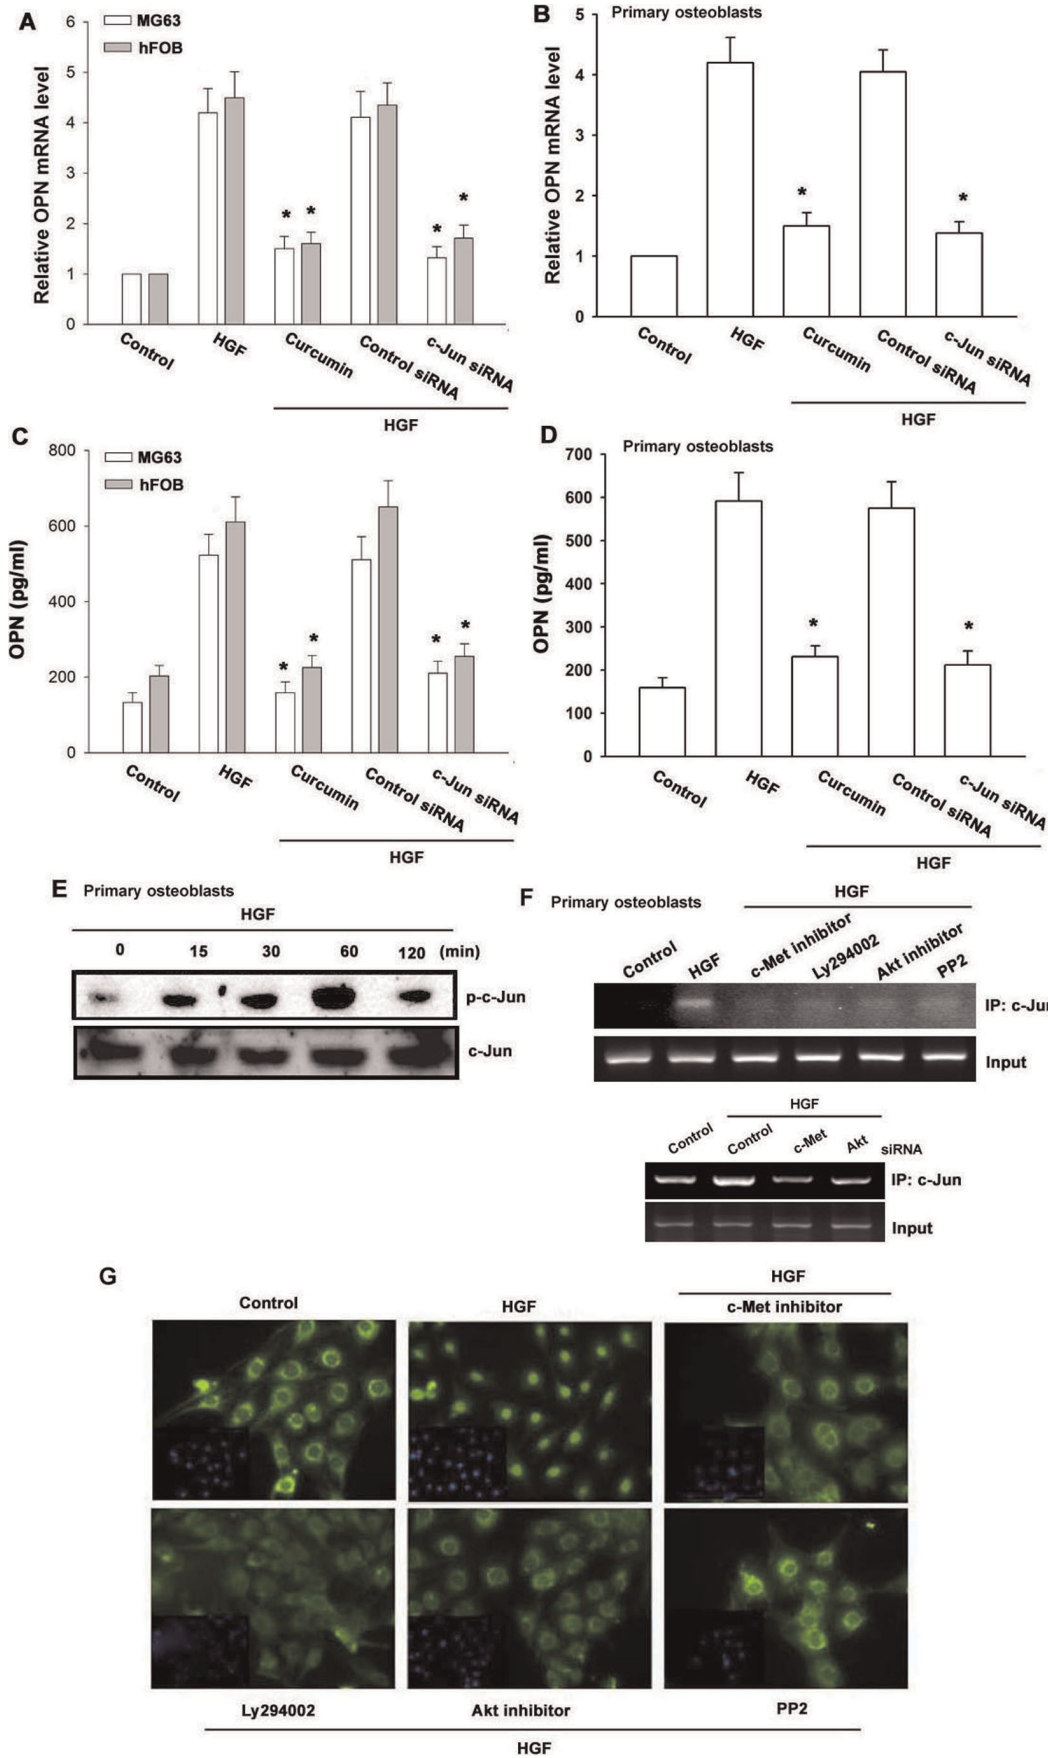 A
MG63
hFOB
Relative OPN mRNA level
6
5
4
3
2
1
0
* * * *
Control
HGF
Curcumin
Control siRNA
c-Jun siRNA
HGF
B
Primary osteoblasts
Relative OPN mRNA level
5
4
3
2
1
0
* *
Control
HGF
Curcumin
Control siRNA
c-Jun siRNA
HGF
C
MG63
hFOB
OPN (pg/ml)
800
600
400
200
0
* * * *
Control
HGF
Curcumin
Control siRNA
c-Jun siRNA
HGF
D
Primary osteoblasts
OPN (pg/ml)
700
600
500
400
300
200
100
0
* *
Control
HGF
Curcumin
Control siRNA
c-Jun siRNA
HGF
E Primary osteoblasts
HGF
0 15 30 60 120 (min)
p-c-Jun
c-Jun
F Primary osteoblasts
HGF
Control
HGF
c-Met inhibitor
Ly294002
Akt inhibitor
PP2
IP: c-Jun
Input
HGF
Control
Control
c-Met
Akt
siRNA
IP: c-Jun
Input
G
Control
HGF
HGF
c-Met inhibitor
Ly294002
Akt inhibitor
PP2
HGF